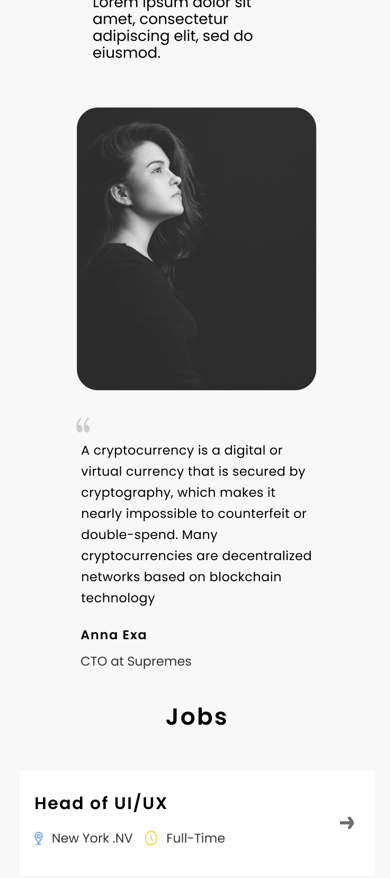 Lorem ipsum dolor sit
amet, consectetur
adipiscing elit, sed do
eiusmod.
“
A cryptocurrency is a digital or
virtual currency that is secured by
cryptography, which makes it
nearly impossible to counterfeit or
double-spend. Many
cryptocurrencies are decentralized
networks based on blockchain
technology
Anna Exa
CTO at Supremes
Jobs
Head of UI/UX
New York .NV Full-Time